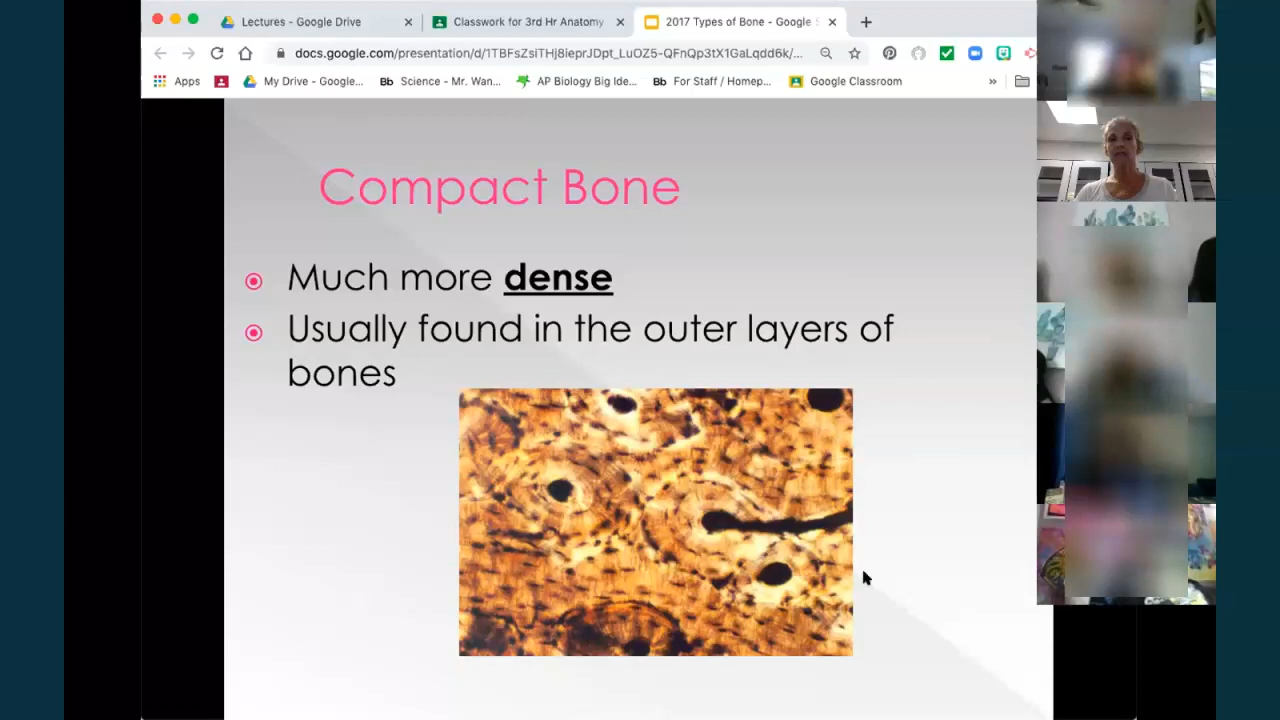 Lectures - Google Drive
Classwork for 3rd Hr Anatomy
2017 Types of Bone - Google
docs.google.com/presentation/d/1TBFsZsiTHj8ieprJDpt_LuOZ5-QFnQp3tX1GaLqdd6k/...
Apps
My Drive - Google...
Bb Science - Mr. Wan...
AP Biology Big Ide...
Bb For Staff / Homep...
Google Classroom
»
Compact Bone
Much more dense
Usually found in the outer layers of
bones